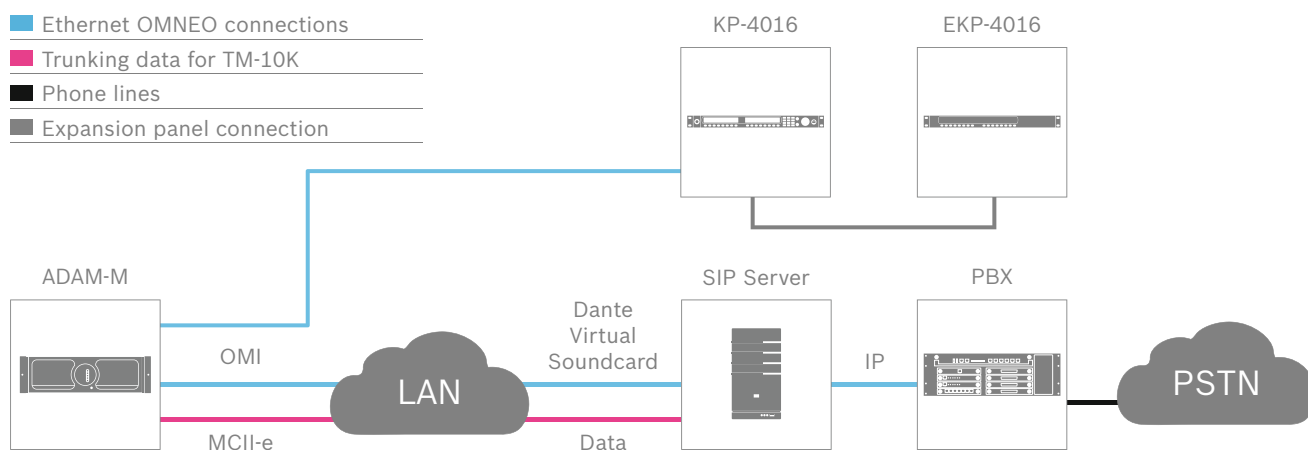 Ethernet OMNEO connections
Trunking data for TM-10K
Phone lines
Expansion panel connection
KP-4016
EKP-4016
ADAM-M
SIP Server
PBX
Dante
Virtual
Soundcard
OMI
IP
LAN
PSTN
MCII-e
Data